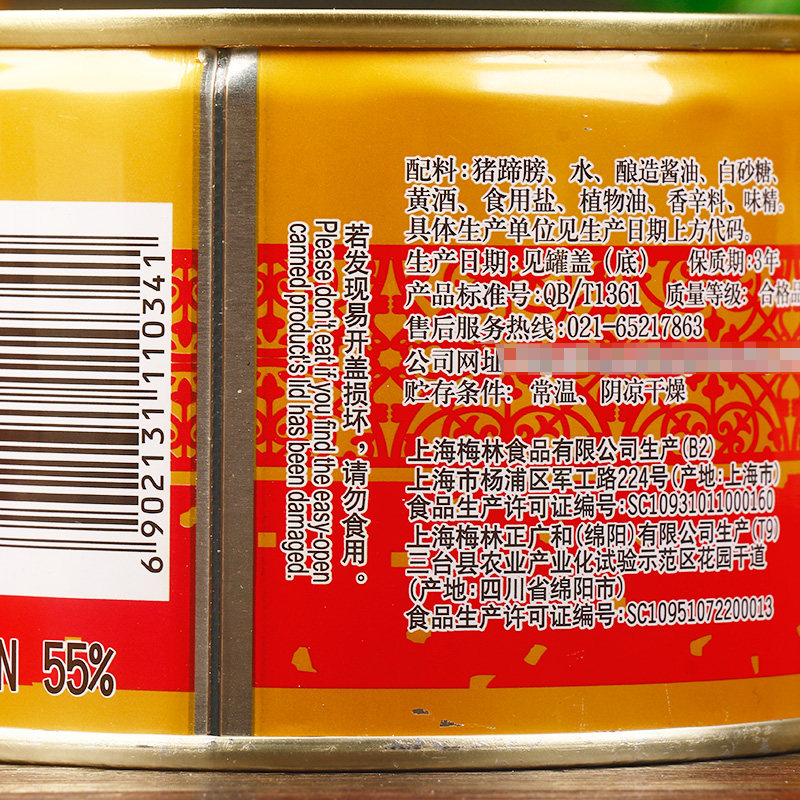 配料:猪蹄膀、水、酿造酱油、白砂糖、
黄酒、食用盐、植物油、香辛料、味精。
具体生产单位见生产日期上方代码。
生产日期:见罐盖（底） 保质期:3年
产品标准号:QB/T1361 质量等级: 合格品
售后服务热线:021-65217863
公司网址
贮存条件: 常温、阴凉干燥
上海梅林食品有限公司生产(B2)
上海市杨浦区军工路224号(产地:上海市)
食品生产许可证编号:SC10931011000160
上海梅林正广和(绵阳)有限公司生产(T9)
三台县农业产业化试验示范区花园干道
(产地:四川省绵阳市)
食品生产许可证编号:SC10951072200013
若发现易开盖损坏,请勿食用。
Please don't eat if you find the easy-open
canned product's lid has been damaged.
6902131110341
N 55%